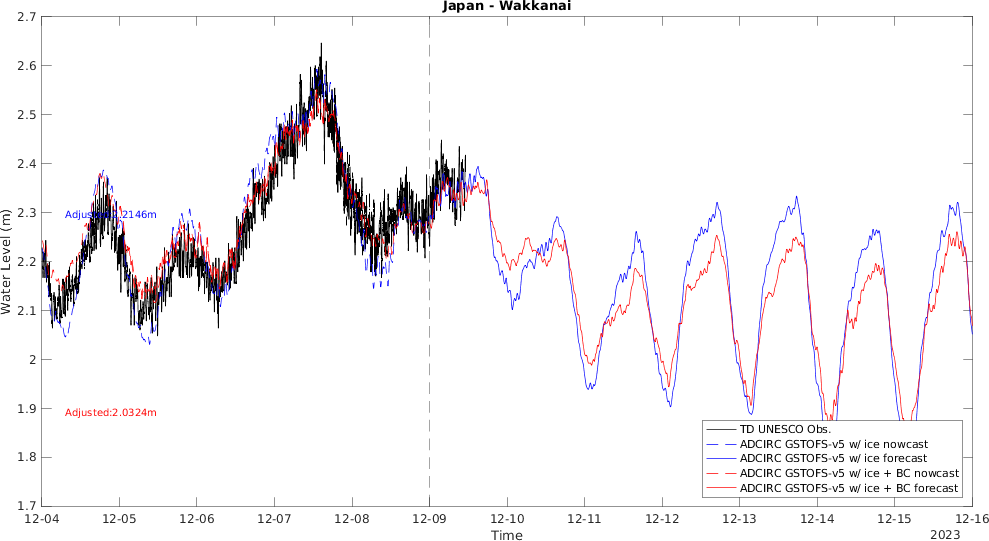 Japan - Wakkanai
2.7
2.6
2.5
2.4
2.3
2.2
2.1
2
1.9
1.8
1.7
Water Level (m)
Adjusted:2.2146m
Adjusted:2.0324m
TD UNESCO Obs.
ADCIRC GSTOFS-v5 w/ ice nowcast
ADCIRC GSTOFS-v5 w/ ice forecast
ADCIRC GSTOFS-v5 w/ ice + BC nowcast
ADCIRC GSTOFS-v5 w/ ice + BC forecast
12-04 12-05 12-06 12-07 12-08 12-09 12-10 12-11 12-12 12-13 12-14 12-15 12-16
Time
2023